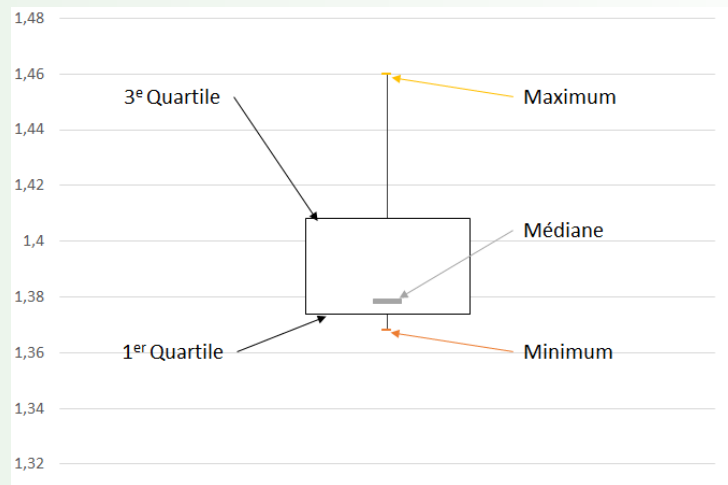 1,48
1,46
3e Quartile
Maximum
1,44
1,42
1,4
Médiane
1,38
1er Quartile
Minimum
1,36
1,34
1,32